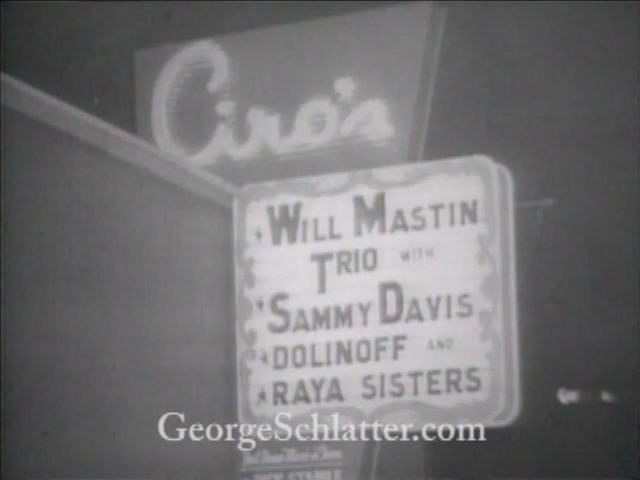 Ciro's
WILL MASTIN
TRIO WITH
SAMMY DAVIS
DOLINOFF AND
RAYA SISTERS
GeorgeSchlatter.com